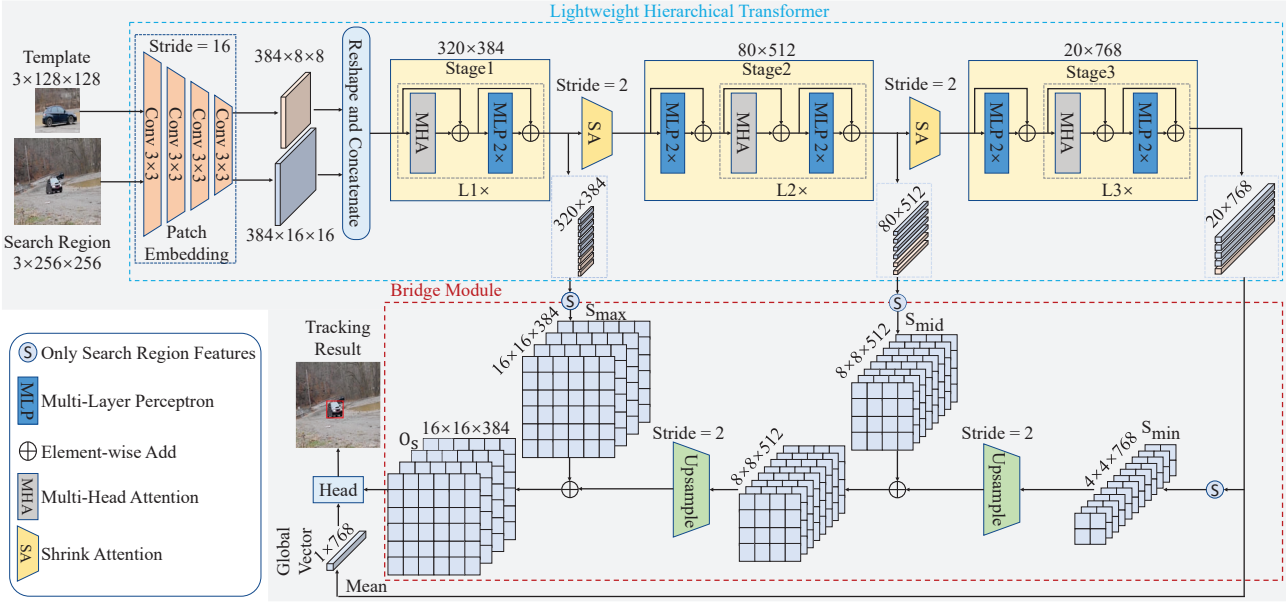 Lightweight Hierarchical Transformer
Template
3×128×128
Search Region
3×256×256
Stride = 16
Conv 3×3
Conv 3×3
Conv 3×3
Conv 3×3
Patch
Embedding
384×8×8
384×16×16
Reshape and Concatenate
320×384
Stage1
MHA
MLP 2×
L1×
Stride = 2
SA
320×384
80×512
Stage2
MLP 2×
MHA
MLP 2×
L2×
Stride = 2
SA
80×512
20×768
Stage3
MLP 2×
MHA
MLP 2×
L3×
20×768
Bridge Module
S
S
S
Smax
16×16×384
Smid
8×8×512
Smin
4×4×768
Stride = 2
Upsample
8×8×512
Stride = 2
Upsample
Os
16×16×384
Tracking
Result
Head
Global
Vector
1×768
Mean
S Only Search Region Features
MLP Multi-Layer Perceptron
Element-wise Add
MHA Multi-Head Attention
SA Shrink Attention